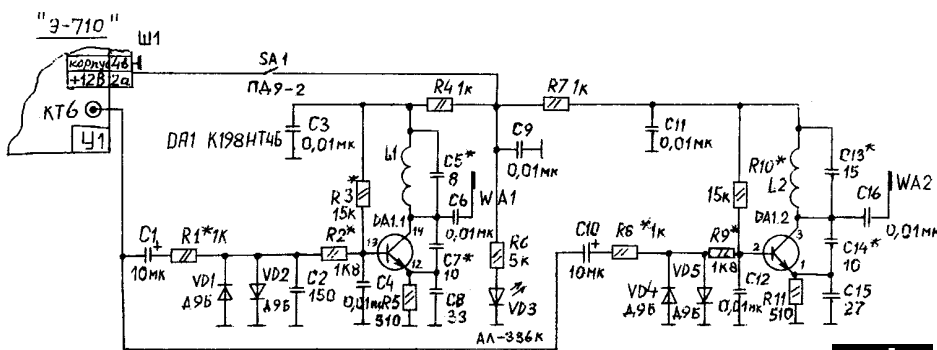 "Э-710"
Ш1
корпус 4в
+12В 2а
КТ6
У1
SA1
ПД9-2
R4 1к
R7 1к
DA1 К198НТ4Б
C3
0,01мк
L1
C5*
8
C9
0,01мк
C11
0,01мк
R10*
15к
L2
C13*
15
WA1
WA2
R3*
15к
DA1.1
14
13
12
C6
0,01мк
C16
0,01мк
DA1.2
3
2
1
C1
+
10мк
R1*1К
R2*
1К8
VD1
Д9Б
VD2
Д9Б
C2
150
C4
0,01мк
R5
510
C7*
10
C8
33
R6
5к
VD3
АЛ-336К
C10
+
10мк
R8*1к
R9*
1К8
VD4
Д9Б
VD5
Д9Б
C12
0,01мк
R11
510
C14*
10
C15
27